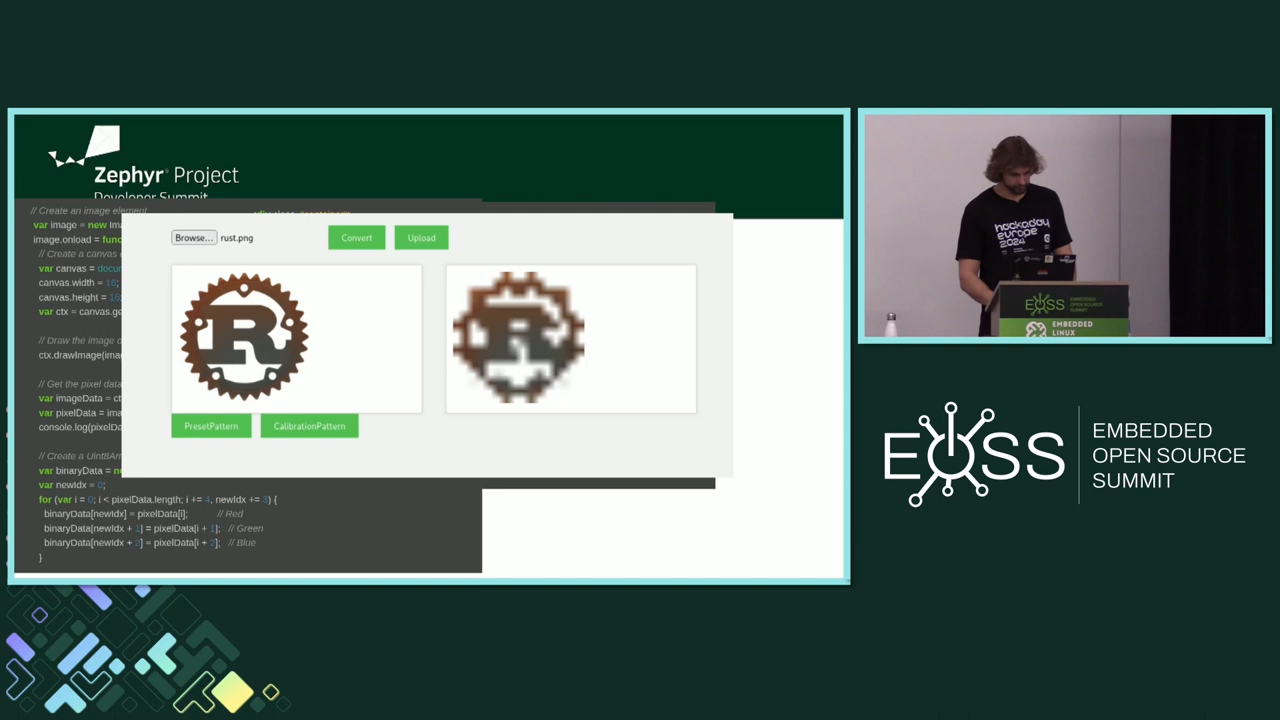 Zephyr® Project
Developer Summit
// Create an image element
var image = new Ima
image.onload = func
// Create a canvas
var canvas = docu
canvas.width = 16;
canvas.height = 16
var ctx = canvas.ge
// Draw the image
ctx.drawImage(ima
// Get the pixel data
var imageData = c
var pixelData = ima
console.log(pixelDa
// Create a Uint8Arr
var binaryData = n
var newIdx = 0;
for (var i = 0; i < pixelData.length; i += 4, newIdx += 3) {
binaryData[newIdx] = pixelData[i]; // Red
binaryData[newIdx + 1] = pixelData[i + 1]; // Green
binaryData[newIdx + 2] = pixelData[i + 2]; // Blue
}
Browse... rust.png Convert Upload
R
PresetPattern CalibrationPattern
hackaday
europe
2024
EOSS EMBEDDED
OPEN SOURCE
SUMMIT
EMBEDDED
LINUX
EOSS
EMBEDDED
OPEN SOURCE
SUMMIT